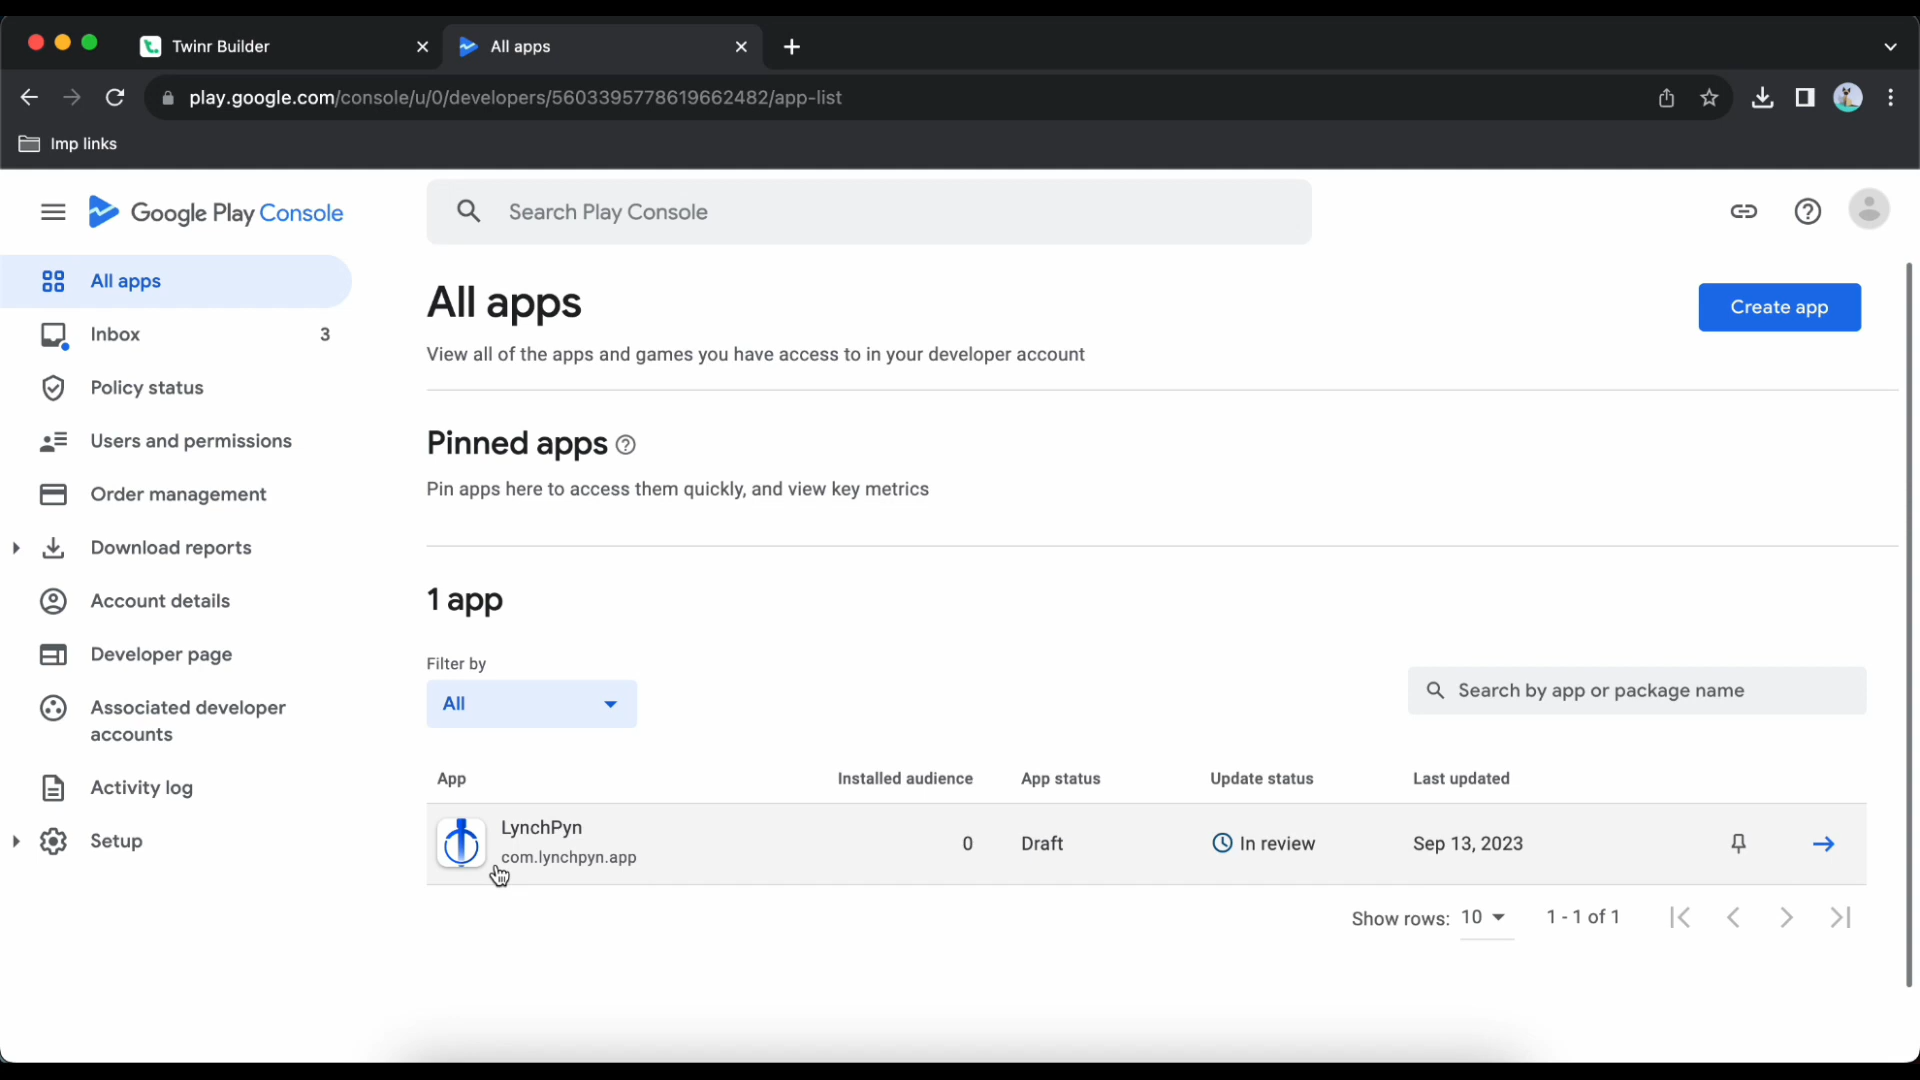 Twinr Builder
All apps
play.google.com/console/u/0/developers/5603395778619662482/app-list
Imp links
Google Play Console
Search Play Console
All apps
Inbox 3
Policy status
Users and permissions
Order management
Download reports
Account details
Developer page
Associated developer
accounts
Activity log
Setup
All apps
Create app
View all of the apps and games you have access to in your developer account
Pinned apps
Pin apps here to access them quickly, and view key metrics
1 app
Filter by
All
Search by app or package name
App Installed audience App status Update status Last updated
LynchPyn
com.lynchpyn.app
0 Draft In review Sep 13, 2023
Show rows: 10 1 - 1 of 1